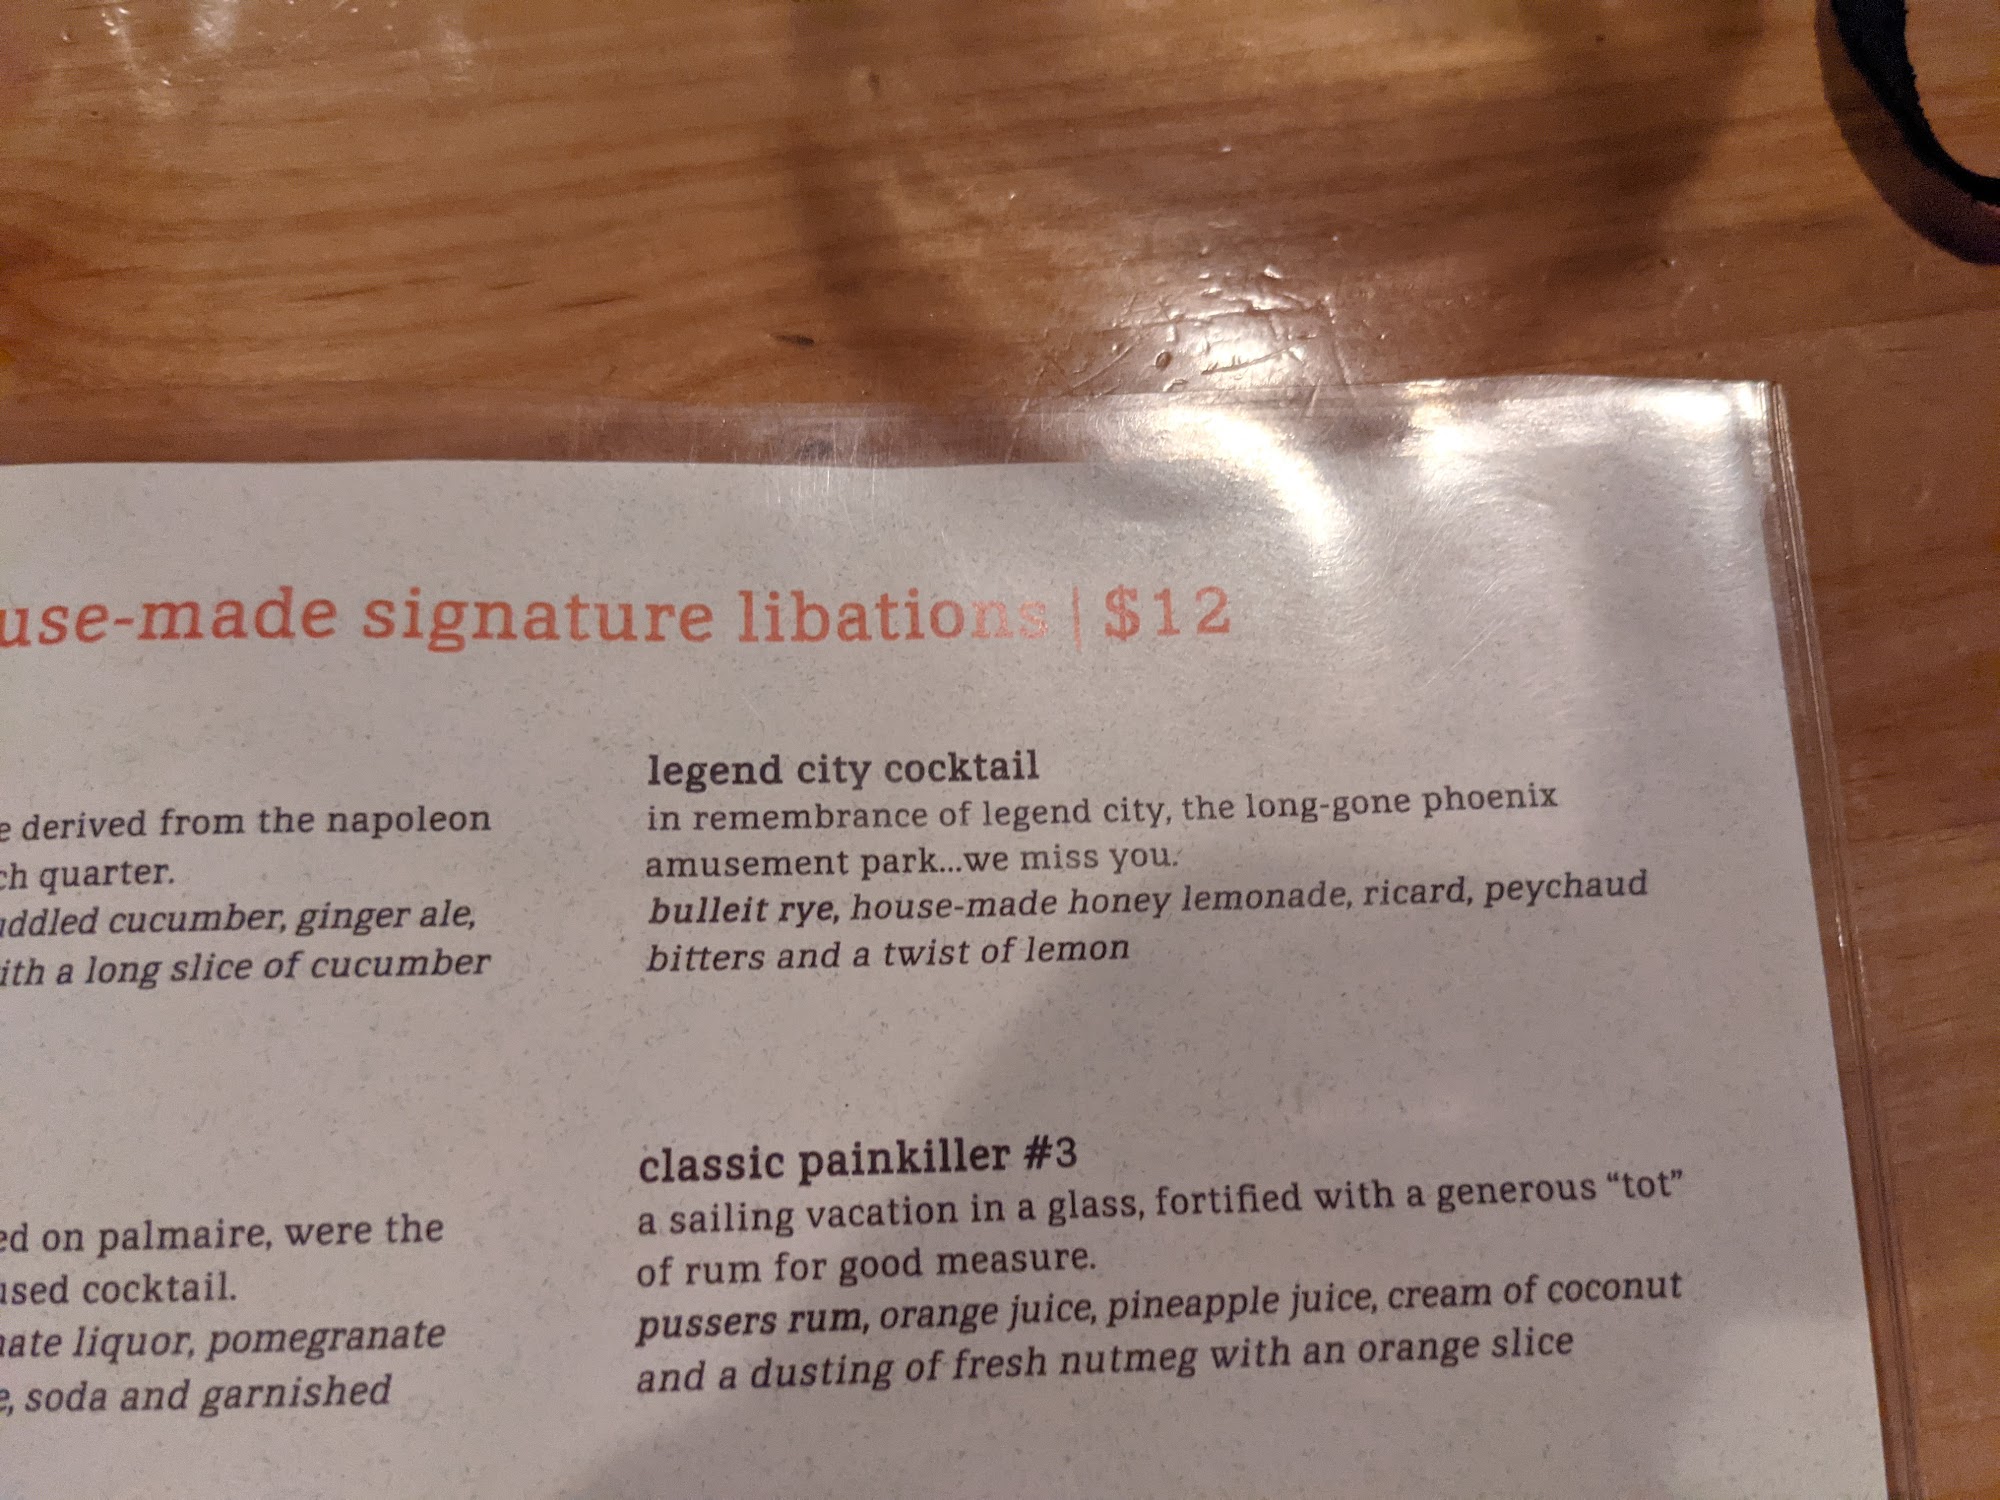 use-made signature libations | $12
e derived from the napoleon
ch quarter.
uddled cucumber, ginger ale,
ith a long slice of cucumber
ed on palmaire, were the
used cocktail.
nate liquor, pomegranate
e, soda and garnished
legend city cocktail
in remembrance of legend city, the long-gone phoenix
amusement park...we miss you.
bulleit rye, house-made honey lemonade, ricard, peychaud
bitters and a twist of lemon
classic painkiller #3
a sailing vacation in a glass, fortified with a generous “tot”
of rum for good measure.
pussers rum, orange juice, pineapple juice, cream of coconut
and a dusting of fresh nutmeg with an orange slice